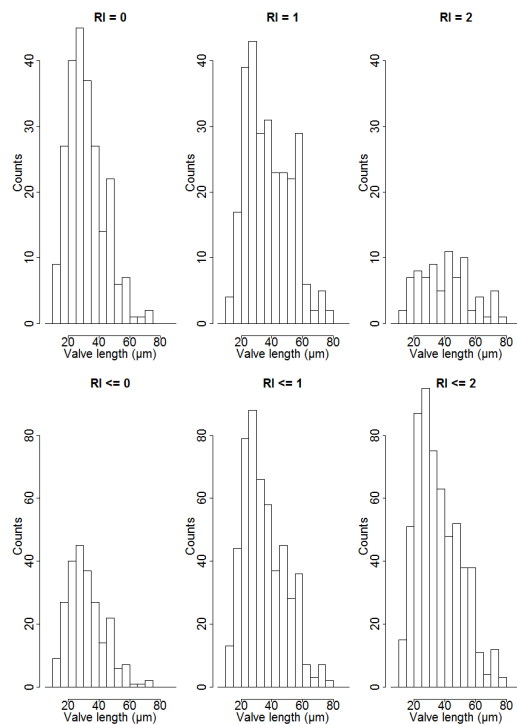 RI = 0
RI = 1
RI = 2
Counts
0 10 20 30 40
20 40 60 80
Valve length (µm)
Counts
0 10 20 30 40
20 40 60 80
Valve length (µm)
Counts
0 10 20 30 40
20 40 60 80
Valve length (µm)
RI <= 0
RI <= 1
RI <= 2
Counts
0 20 40 60 80
20 40 60 80
Valve length (µm)
Counts
0 20 40 60 80
20 40 60 80
Valve length (µm)
Counts
0 20 40 60 80
20 40 60 80
Valve length (µm)